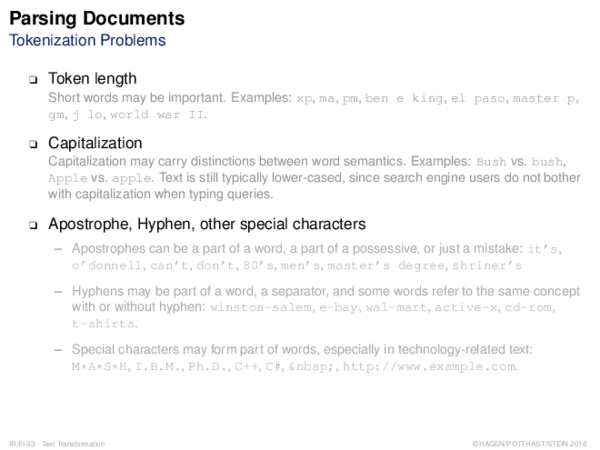 Parsing Documents
Tokenization Problems
❑ Token length
Short words may be important. Examples: xp, ma, pm, ben e king, el paso, master p,
gm, j lo, world war II.
❑ Capitalization
Capitalization may carry distinctions between word semantics. Examples: Bush vs. bush,
Apple vs. apple. Text is still typically lower-cased, since search engine users do not bother
with capitalization when typing queries.
❑ Apostrophe, Hyphen, other special characters
– Apostrophes can be a part of a word, a part of a possessive, or just a mistake: it's,
o'donnell, can't, don't, 80's, men's, master's degree, shriner's
– Hyphens may be part of a word, a separator, and some words refer to the same concept
with or without hyphen: winston-salem, e-bay, wal-mart, active-x, cd-rom,
t-shirts.
– Special characters may form part of words, especially in technology-related text:
M*A*S*H, I.B.M., Ph.D., C++, C#, &nbsp;, http://www.example.com.
IR:III-33 Text Transformation ©HAGEN/POTTHAST/STEIN 2018